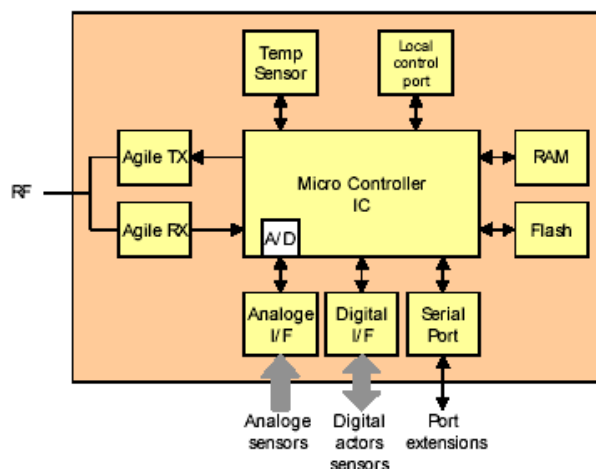 Temp
Sensor
Local
control
port
Agile TX
RF
Agile RX
Micro Controller
IC
A/D
RAM
Flash
Analoge
I/F
Digital
I/F
Serial
Port
Analoge
sensors
Digital
actors
sensors
Port
extensions